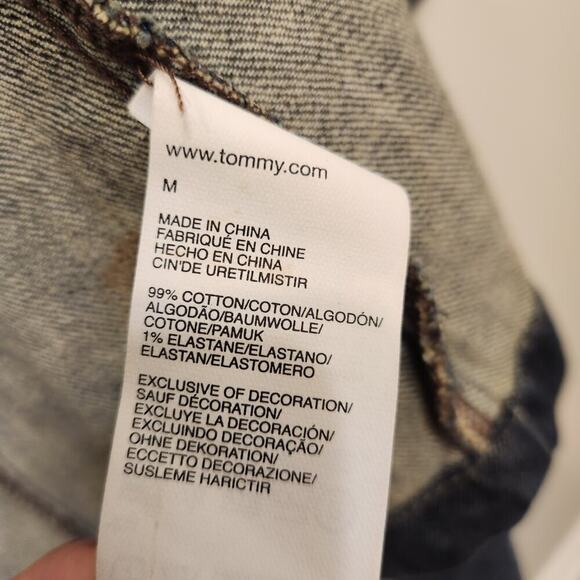 www.tommy.com
M
MADE IN CHINA
FABRIQUÉ EN CHINE
HECHO EN CHINA
CIN'DE URETILMISTIR
99% COTTON/COTON/ALGODÓN/
ALGODÃO/BAUMWOLLE/
COTONE/PAMUK
1% ELASTANE/ELASTANO/
ELASTAN/ELASTOMERO
EXCLUSIVE OF DECORATION/
SAUF DÉCORATION/
EXCLUYE LA DECORACIÓN/
EXCLUINDO DECORAÇÃO/
OHNE DEKORATION/
ECCETTO DECORAZIONE/
SUSLEME HARICTIR